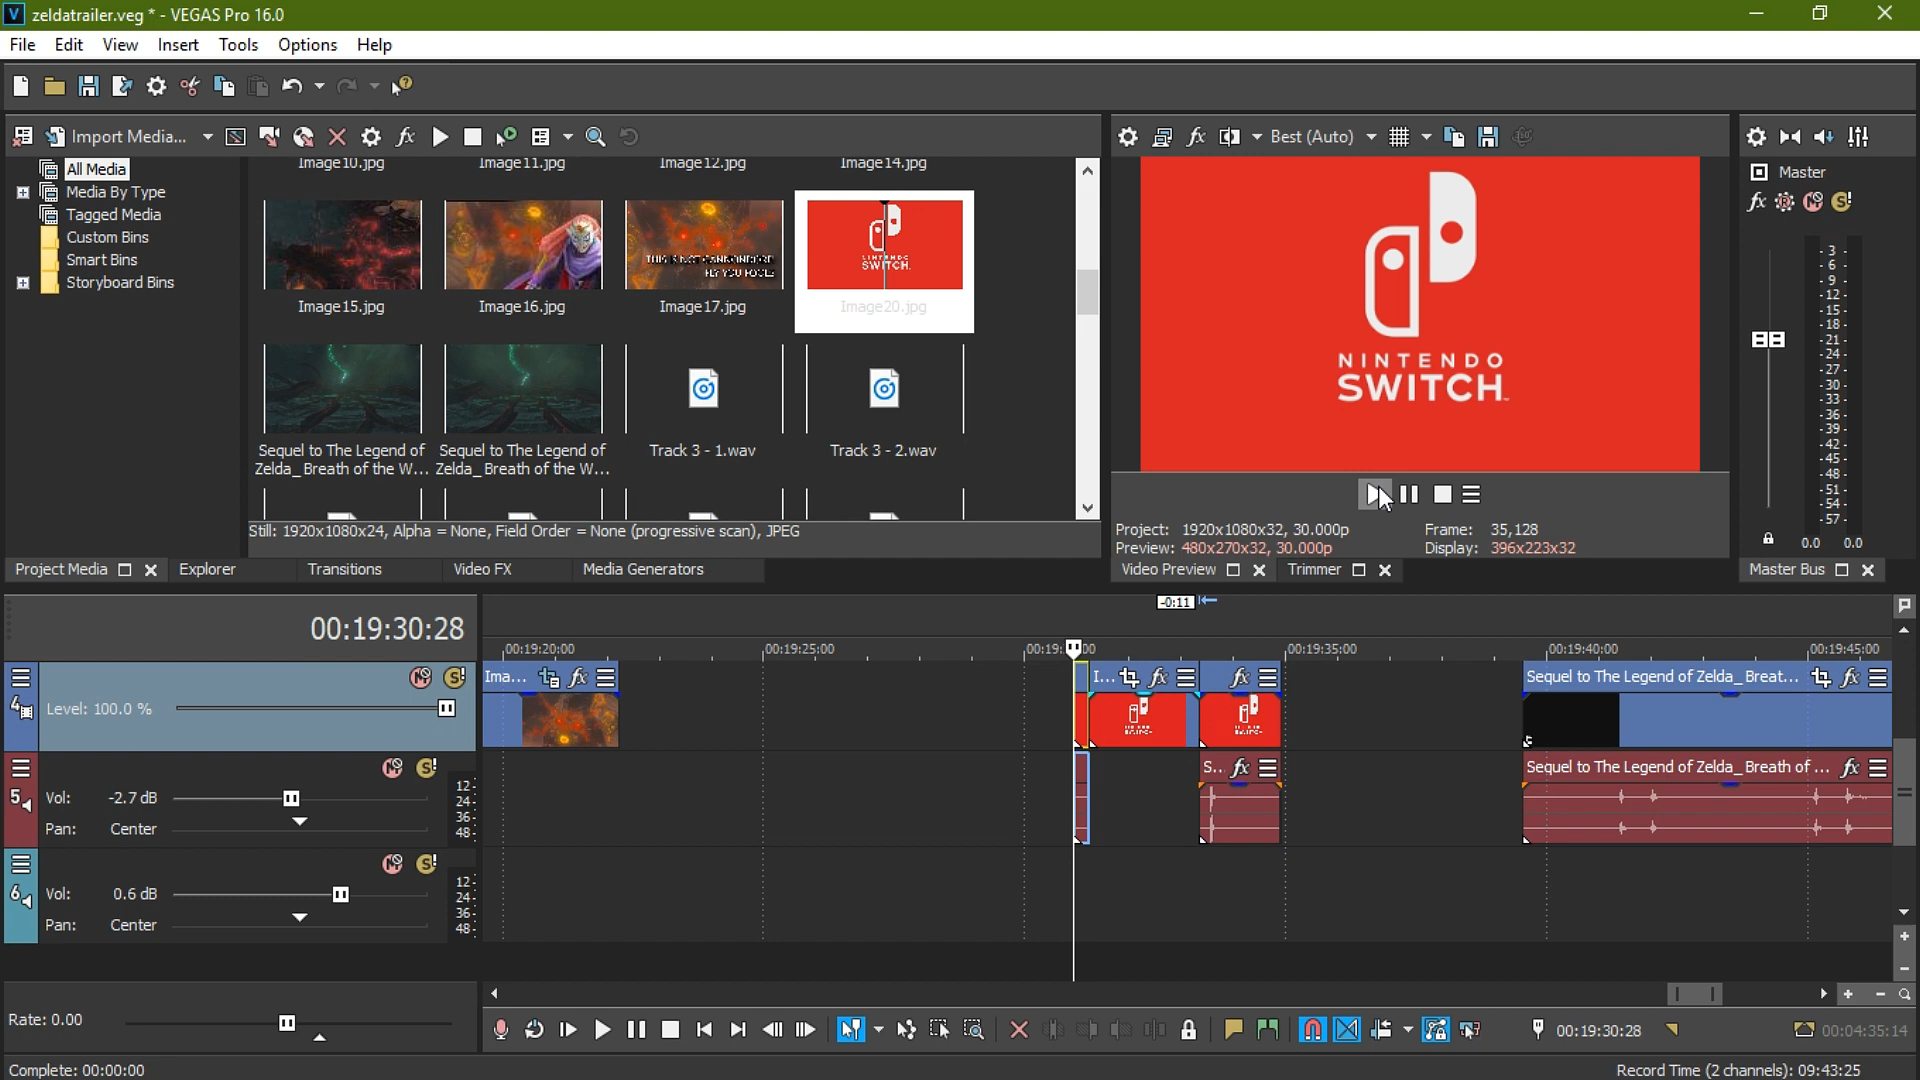 zeldatrailer.veg * - VEGAS Pro 16.0
File Edit View Insert Tools Options Help
Import Media...
Best (Auto)
All Media
Media By Type
Tagged Media
Custom Bins
Smart Bins
Storyboard Bins
Image10.jpg Image11.jpg Image12.jpg Image14.jpg
NINTENDO
SWITCH.
Image15.jpg Image16.jpg Image17.jpg Image20.jpg
Sequel to The Legend of
Zelda_Breath of the W...
Sequel to The Legend of
Zelda_Breath of the W...
Track 3 - 1.wav
Track 3 - 2.wav
Still: 1920x1080x24, Alpha = None, Field Order = None (progressive scan), JPEG
Project Media Explorer Transitions Video FX Media Generators
NINTENDO
SWITCH
Project: 1920x1080x32, 30.000p Frame: 35,128
Preview: 480x270x32, 30.000p Display: 396x223x32
Video Preview Trimmer
Master
-3-
-6-
-9-
-12-
-15-
-18-
-21-
-24-
-27-
-30-
-33-
-36-
-39-
-42-
-45-
-48-
-51-
-54-
-57-
0.0 0.0
Master Bus
00:19:30:28
-0:11
00:19:20:00 00:19:25:00 00:19: 00 00:19:35:00 00:19:40:00 00:19:45:00
4
Level: 100.0 %
Ima... I... Sequel to The Legend of Zelda_Breat...
5
Vol: -2.7 dB
Pan: Center
12
24
36
48
S... Sequel to The Legend of Zelda_Breath of ...
6
Vol: 0.6 dB
Pan: Center
12
24
36
48
Rate: 0.00
00:19:30:28
00:04:35:14
Complete: 00:00:00
Record Time (2 channels): 09:43:25